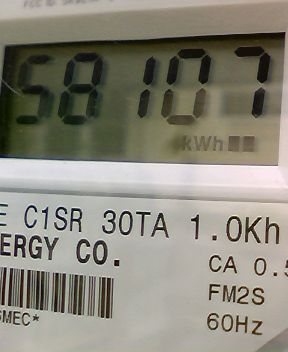 58107
kWh
C1SR 30TA 1.0Kh
ERGY CO.
CA 0.5
FM2S
60Hz
SMEC*